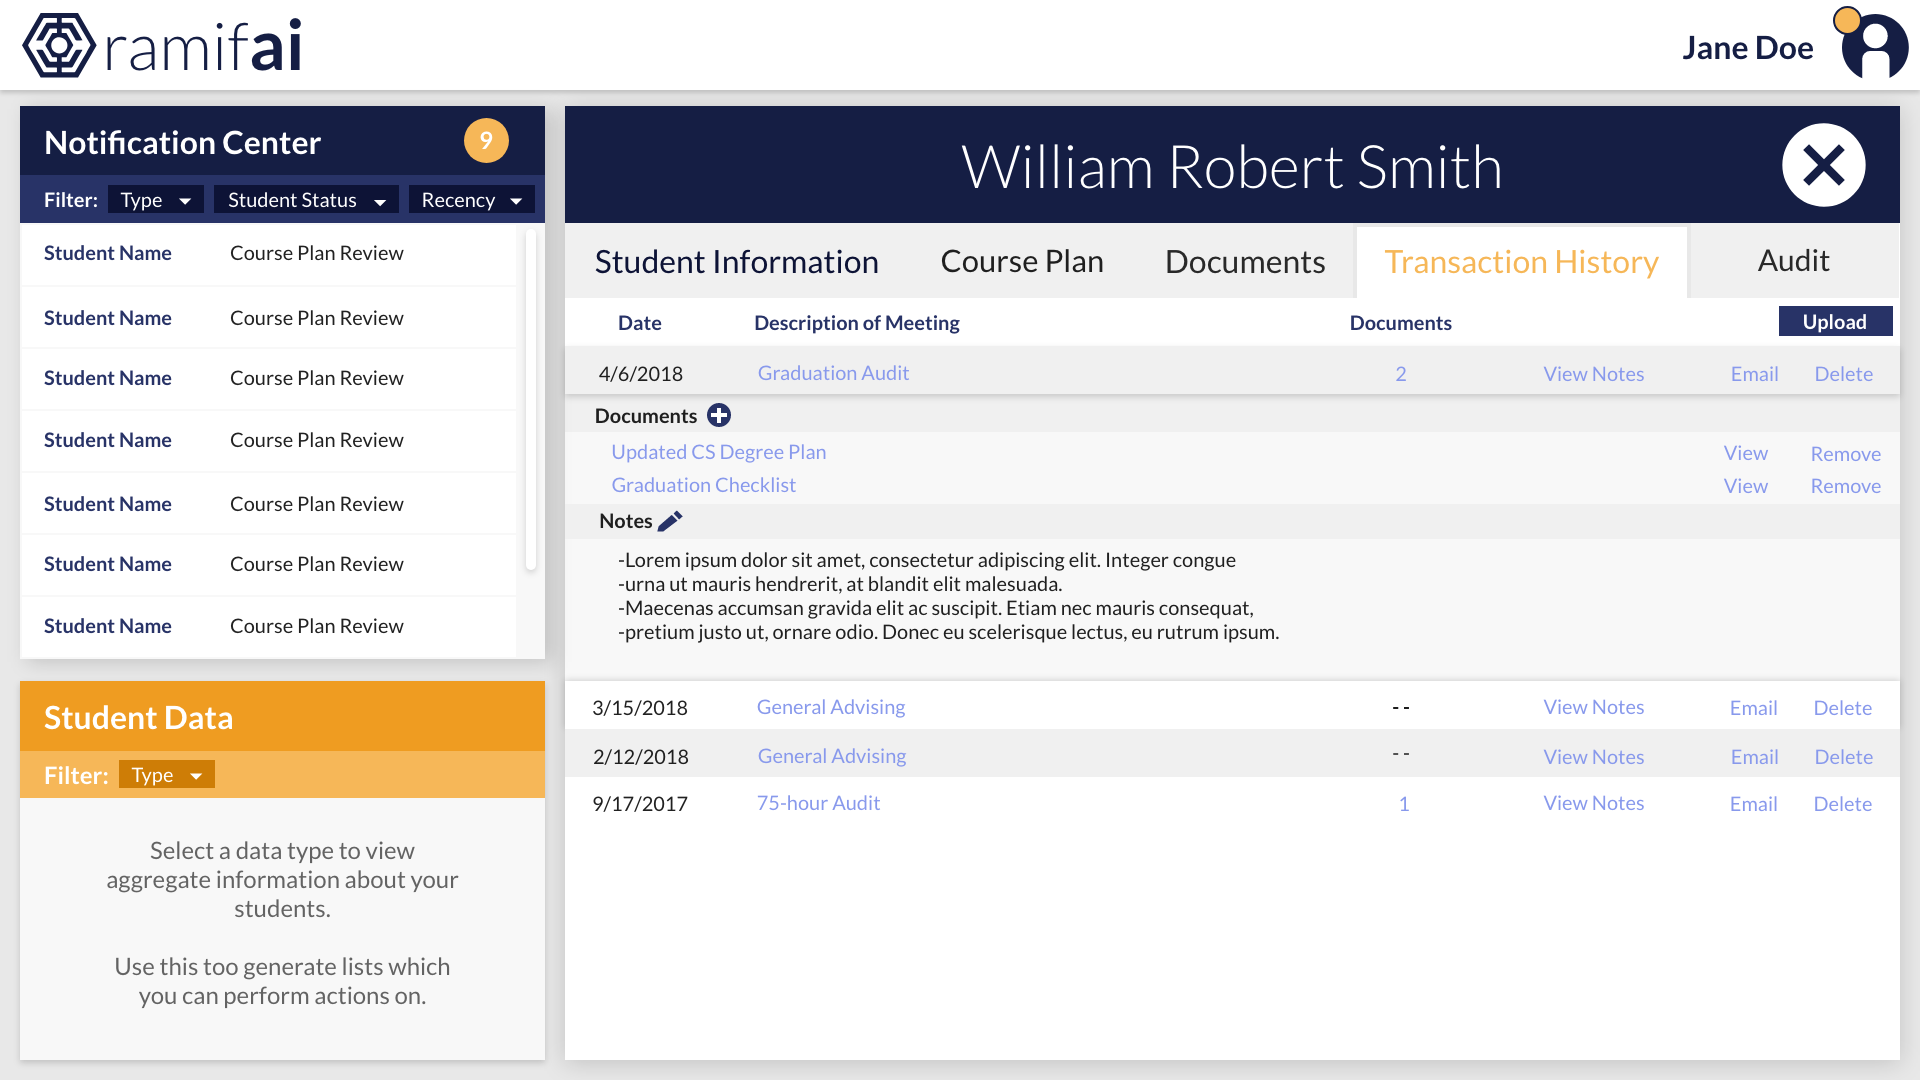 ramifai
Jane Doe
Notification Center 9
Filter: Type Student Status Recency
Student Name Course Plan Review
Student Name Course Plan Review
Student Name Course Plan Review
Student Name Course Plan Review
Student Name Course Plan Review
Student Name Course Plan Review
Student Name Course Plan Review
Student Data
Filter: Type
Select a data type to view
aggregate information about your
students.
Use this too generate lists which
you can perform actions on.
William Robert Smith
Student Information Course Plan Documents Transaction History Audit
Date Description of Meeting Documents Upload
4/6/2018 Graduation Audit 2 View Notes Email Delete
Documents
Updated CS Degree Plan View Remove
Graduation Checklist View Remove
Notes
-Lorem ipsum dolor sit amet, consectetur adipiscing elit. Integer congue
-urna ut mauris hendrerit, at blandit elit malesuada.
-Maecenas accumsan gravida elit ac suscipit. Etiam nec mauris consequat,
-pretium justo ut, ornare odio. Donec eu scelerisque lectus, eu rutrum ipsum.
3/15/2018 General Advising -- View Notes Email Delete
2/12/2018 General Advising -- View Notes Email Delete
9/17/2017 75-hour Audit 1 View Notes Email Delete